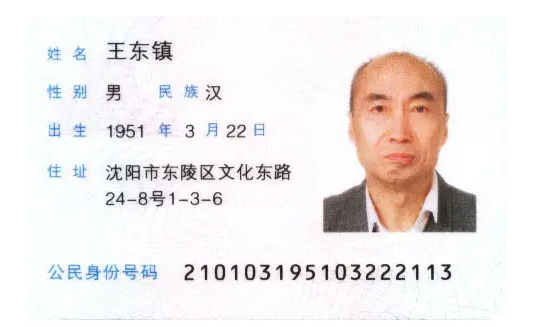 姓名 王东镇
性别 男 民族 汉
出生 1951 年 3 月 22 日
住址 沈阳市东陵区文化东路
24-8号1-3-6
公民身份号码 210103195103222113